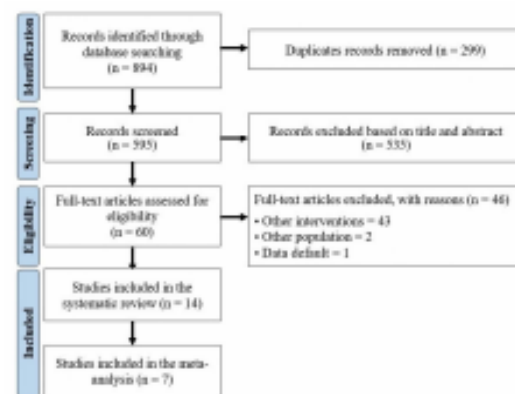 Identification
Records identified through
database searching
(n = 894)
Duplicates records removed (n = 299)
Screening
Records screened
(n = 595)
Records excluded based on title and abstract
(n = 535)
Eligibility
Full-text articles assessed for
eligibility
(n = 60)
Full-text articles excluded, with reasons (n = 46)
• Other interventions = 43
• Other population = 2
• Data default = 1
Included
Studies included in the
systematic review (n = 14)
Studies included in the meta-
analysis (n = 7)